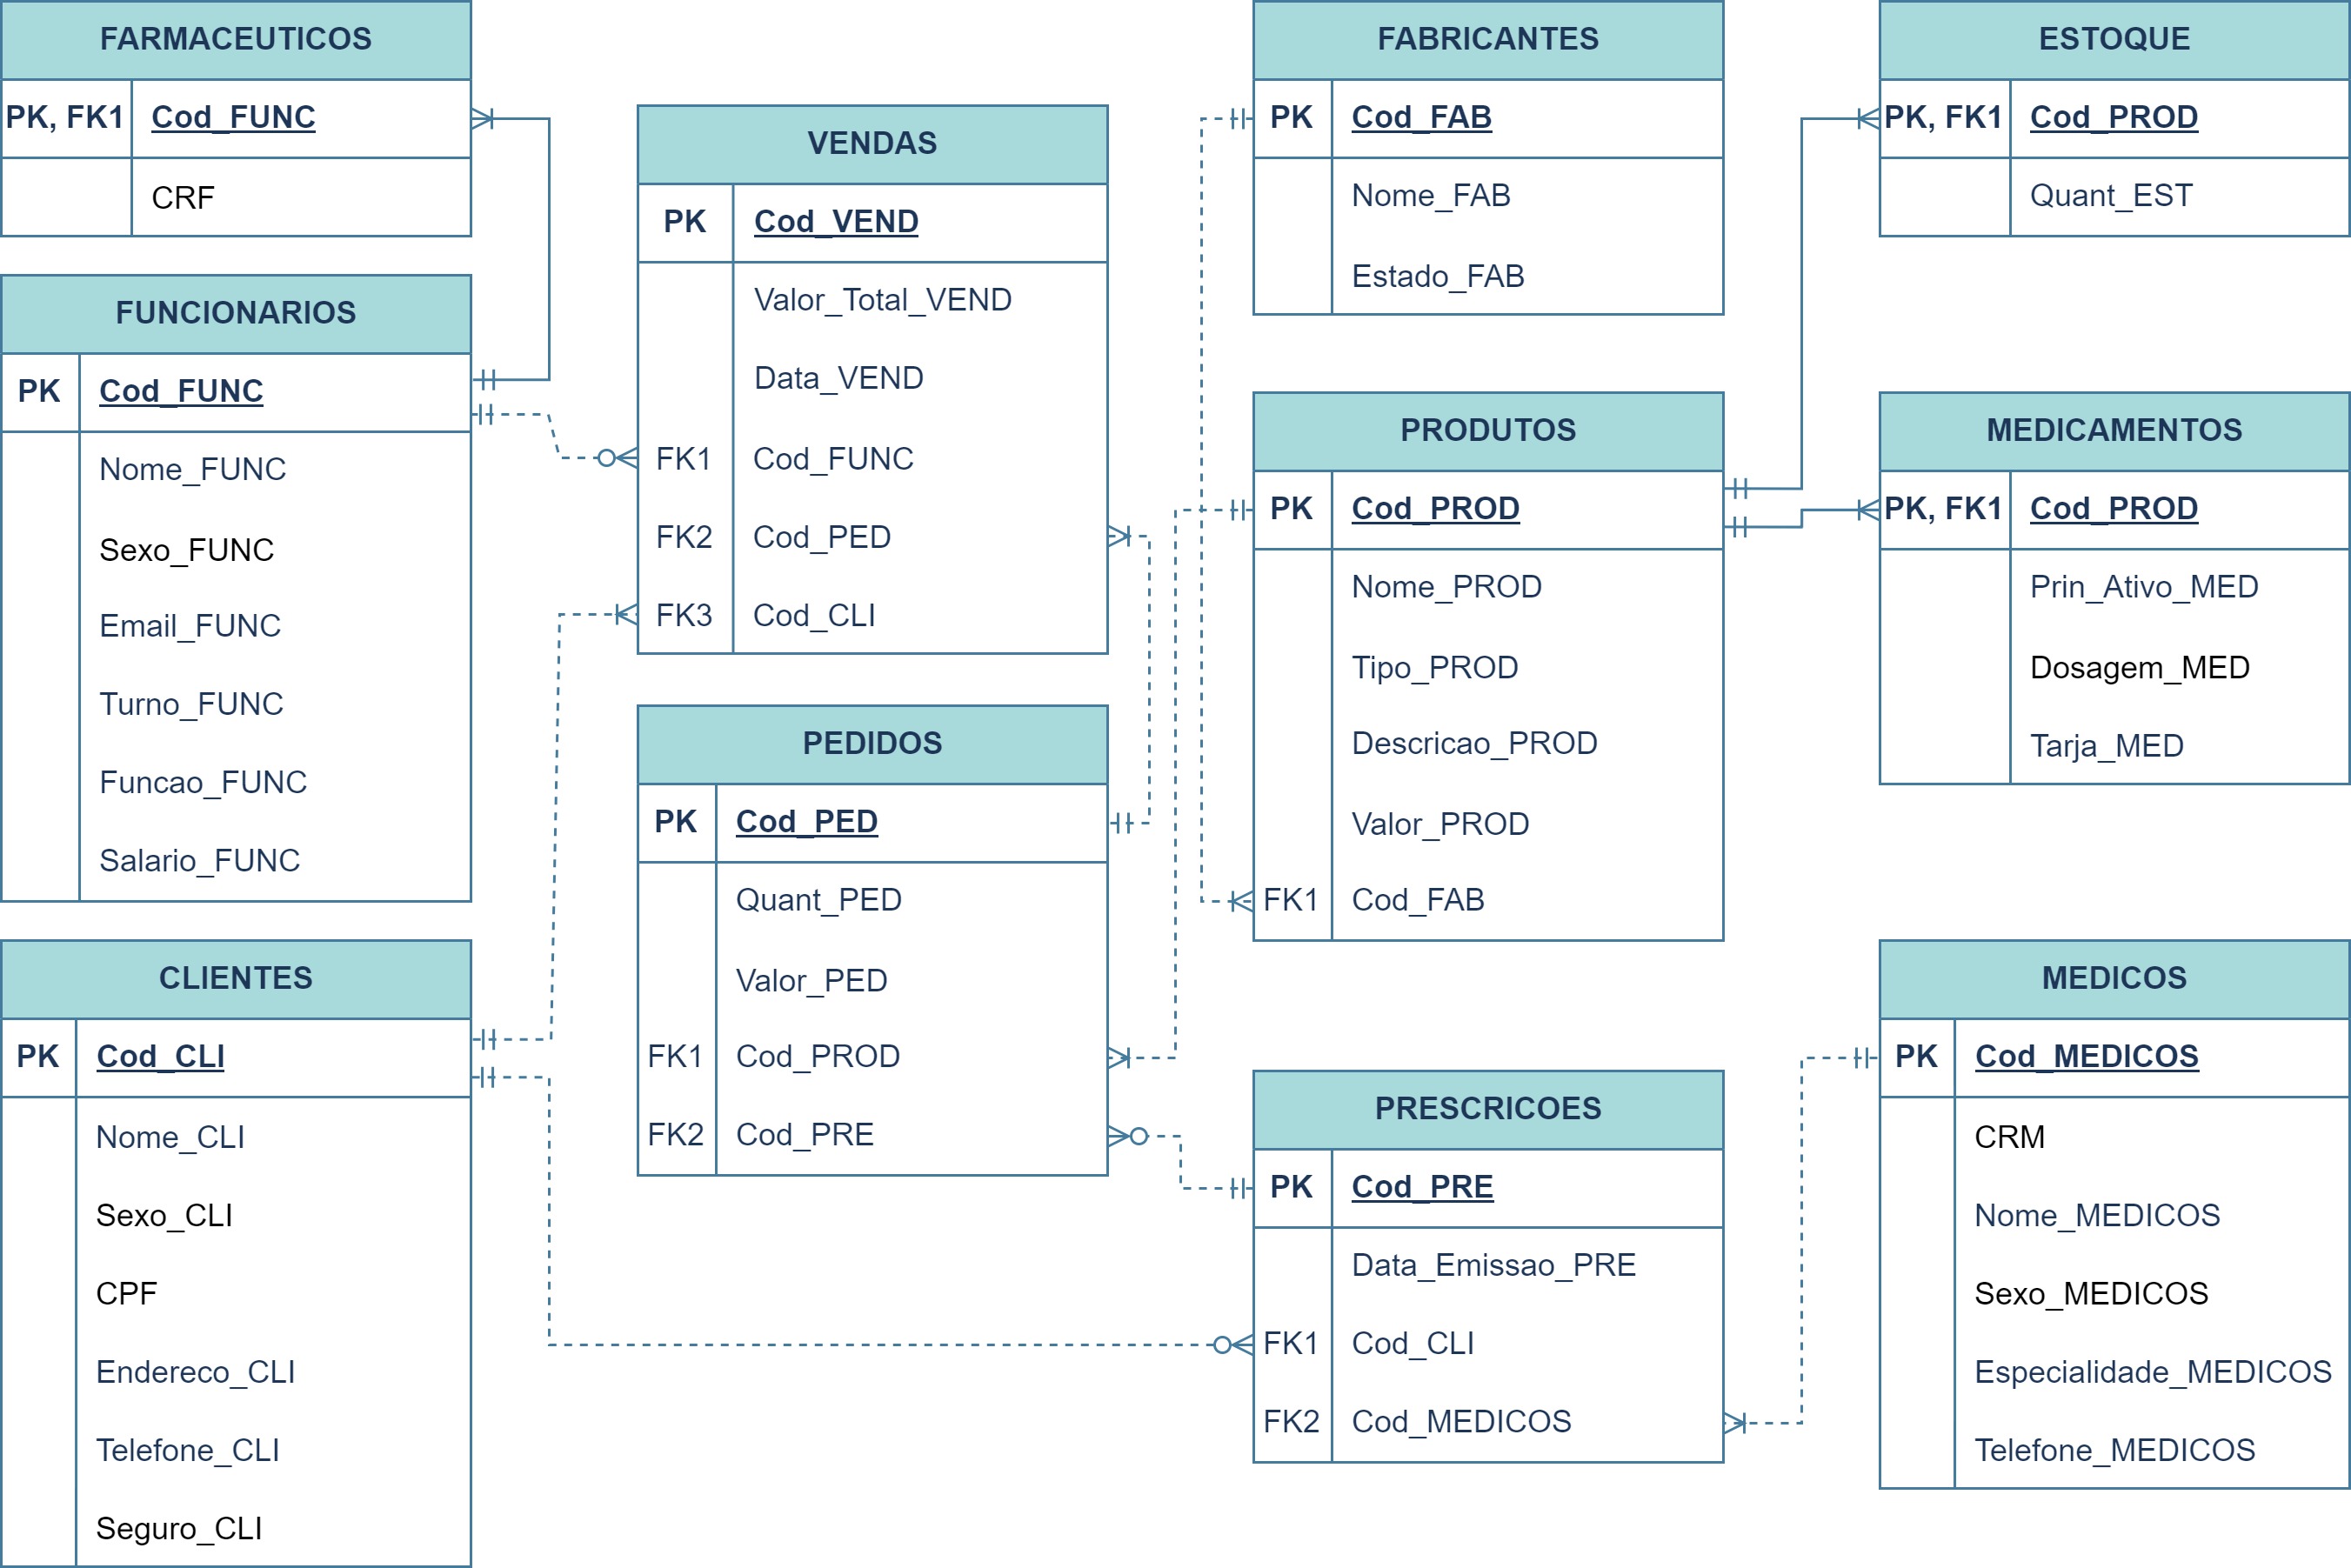 FARMACEUTICOS
PK, FK1 Cod_FUNC
CRF
FUNCIONARIOS
PK Cod_FUNC
Nome_FUNC
Sexo_FUNC
Email_FUNC
Turno_FUNC
Funcao_FUNC
Salario_FUNC
CLIENTES
PK Cod_CLI
Nome_CLI
Sexo_CLI
CPF
Endereco_CLI
Telefone_CLI
Seguro_CLI
VENDAS
PK Cod_VEND
Valor_Total_VEND
Data_VEND
FK1 Cod_FUNC
FK2 Cod_PED
FK3 Cod_CLI
PEDIDOS
PK Cod_PED
Quant_PED
Valor_PED
FK1 Cod_PROD
FK2 Cod_PRE
FABRICANTES
PK Cod_FAB
Nome_FAB
Estado_FAB
PRODUTOS
PK Cod_PROD
Nome_PROD
Tipo_PROD
Descricao_PROD
Valor_PROD
FK1 Cod_FAB
PRESCRICOES
PK Cod_PRE
Data_Emissao_PRE
FK1 Cod_CLI
FK2 Cod_MEDICOS
ESTOQUE
PK, FK1 Cod_PROD
Quant_EST
MEDICAMENTOS
PK, FK1 Cod_PROD
Prin_Ativo_MED
Dosagem_MED
Tarja_MED
MEDICOS
PK Cod_MEDICOS
CRM
Nome_MEDICOS
Sexo_MEDICOS
Especialidade_MEDICOS
Telefone_MEDICOS